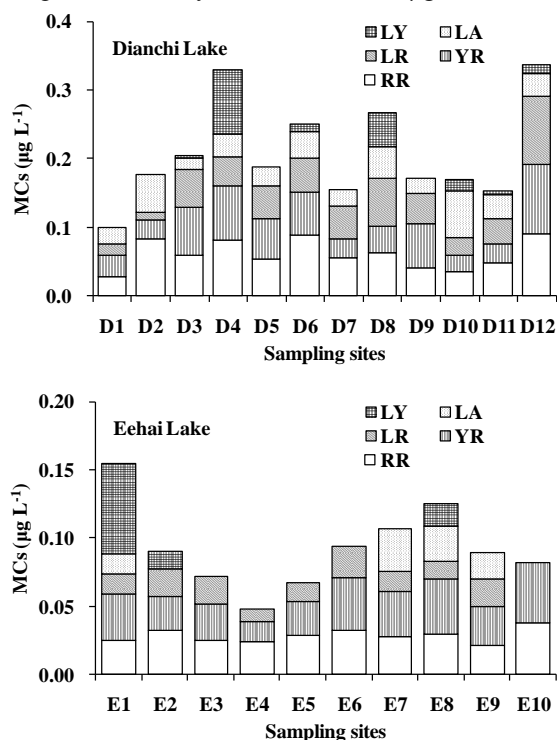 0.4
Dianchi Lake
LY LA
LR YR
RR
0.3
0.2
0.1
0.0
MCs (µg L-1)
D1 D2 D3 D4 D5 D6 D7 D8 D9 D10 D11 D12
Sampling sites
0.20
Eehai Lake
LY LA
LR YR
RR
0.15
0.10
0.05
0.00
MCs (µg L-1)
E1 E2 E3 E4 E5 E6 E7 E8 E9 E10
Sampling sites